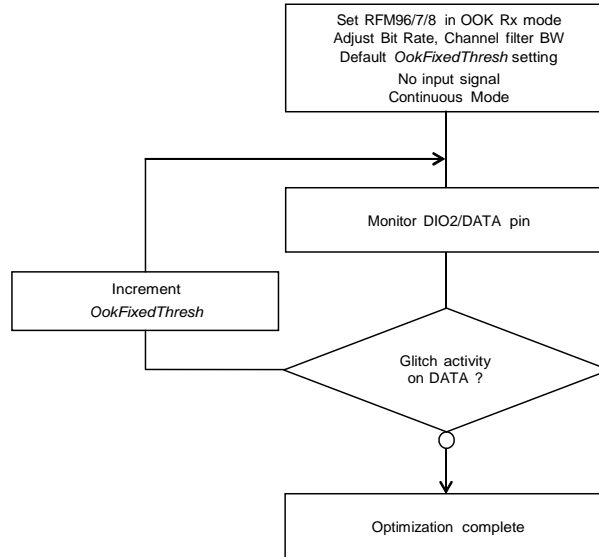 Set RFM96/7/8 in OOK Rx mode
Adjust Bit Rate, Channel filter BW
Default OokFixedThresh setting
No input signal
Continuous Mode
Monitor DIO2/DATA pin
Increment
OokFixedThresh
Glitch activity
on DATA ?
Optimization complete